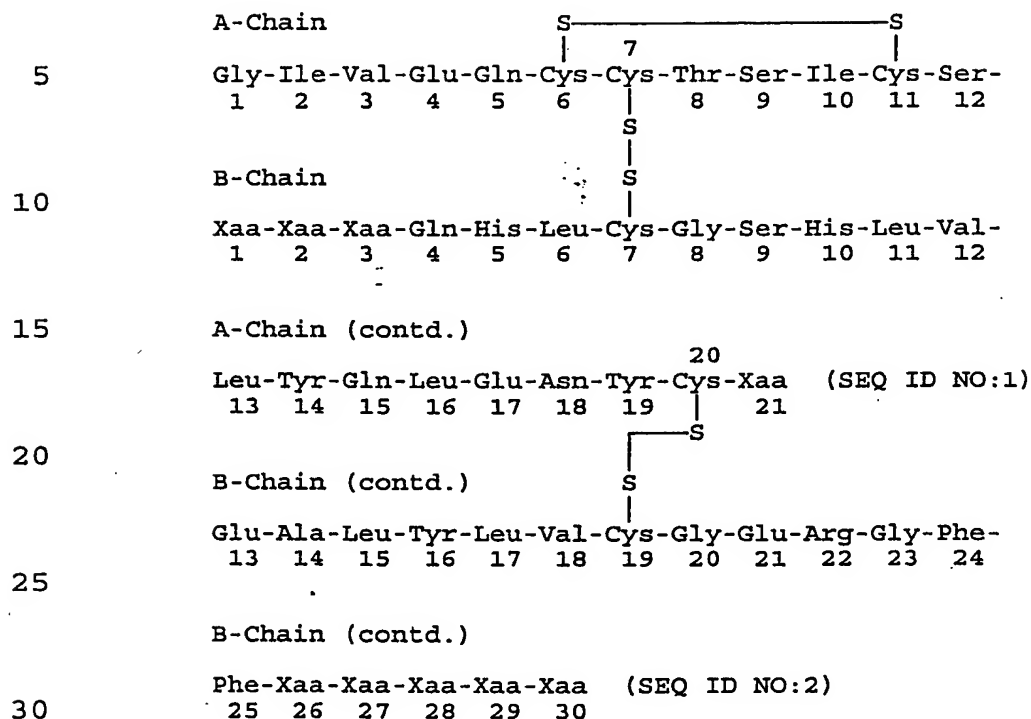 A-Chain S S
7
5 Gly-Ile-Val-Glu-Gln-Cys-Cys-Thr-Ser-Ile-Cys-Ser-
1 2 3 4 5 6 8 9 10 11 12
S
B-Chain S
10
Xaa-Xaa-Xaa-Gln-His-Leu-Cys-Gly-Ser-His-Leu-Val-
1 2 3 4 5 6 7 8 9 10 11 12
15 A-Chain (contd.)
20
Leu-Tyr-Gln-Leu-Glu-Asn-Tyr-Cys-Xaa (SEQ ID NO:1)
13 14 15 16 17 18 19 21
S
20
B-Chain (contd.) S
Glu-Ala-Leu-Tyr-Leu-Val-Cys-Gly-Glu-Arg-Gly-Phe-
13 14 15 16 17 18 19 20 21 22 23 24
25
B-Chain (contd.)
Phe-Xaa-Xaa-Xaa-Xaa-Xaa (SEQ ID NO:2)
30 25 26 27 28 29 30